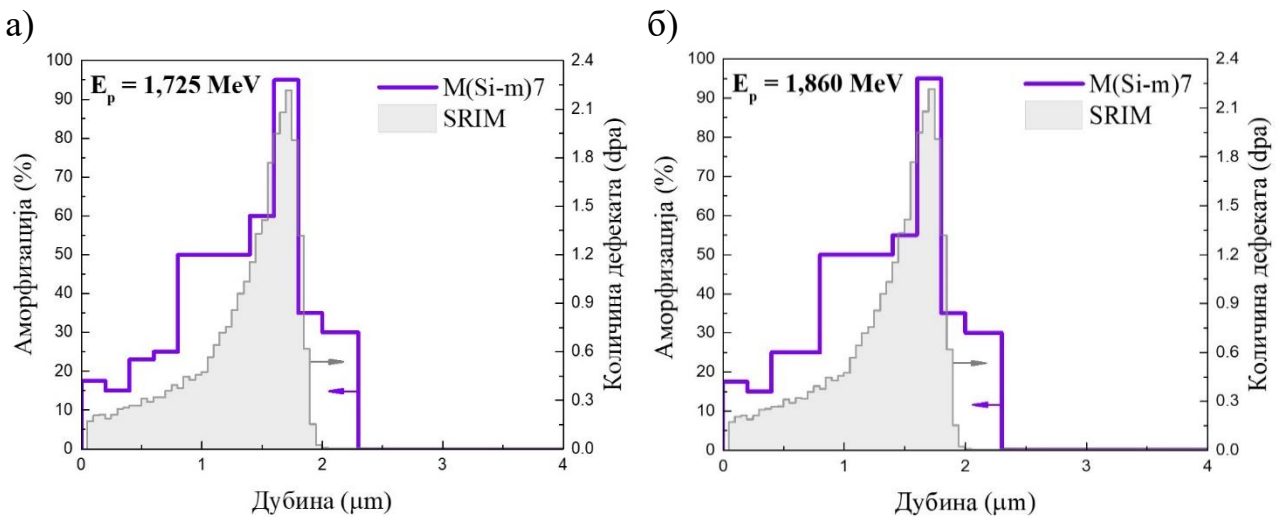 а)
E_p = 1,725 MeV
M(Si-m)7
SRIM
Аморфизација (%)
100
90
80
70
60
50
40
30
20
10
0
Количина дефеката (dpa)
2.4
2.1
1.8
1.5
1.2
0.9
0.6
0.3
0.0
0 1 2 3 4
Дубина (μm)
б)
E_p = 1,860 MeV
M(Si-m)7
SRIM
Аморфизација (%)
100
90
80
70
60
50
40
30
20
10
0
Количина дефеката (dpa)
2.4
2.1
1.8
1.5
1.2
0.9
0.6
0.3
0.0
0 1 2 3 4
Дубина (μm)